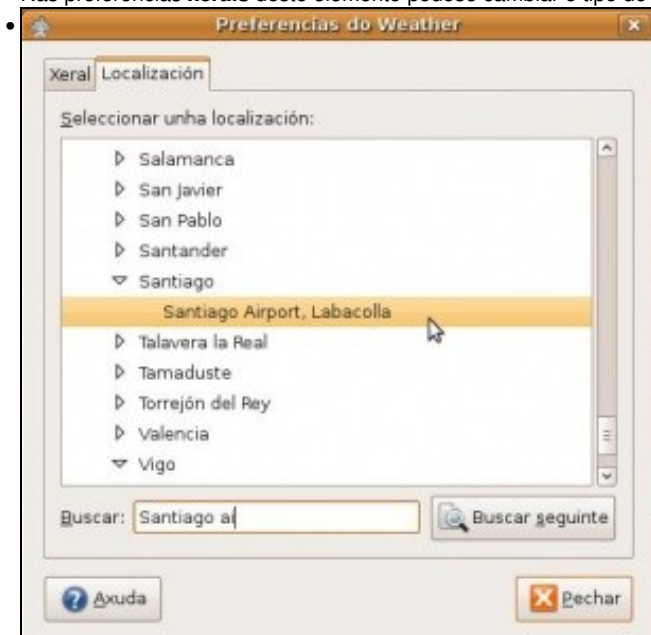 Preferencias do Weather
Xeral Localización
Seleccionar unha localización:
Salamanca
San Javier
San Pablo
Santander
Santiago
Santiago Airport, Labacolla
Talavera la Real
Tamaduste
Torrejón del Rey
Valencia
Vigo
Buscar: Santiago ai Buscar seguinte
Axuda Pechar